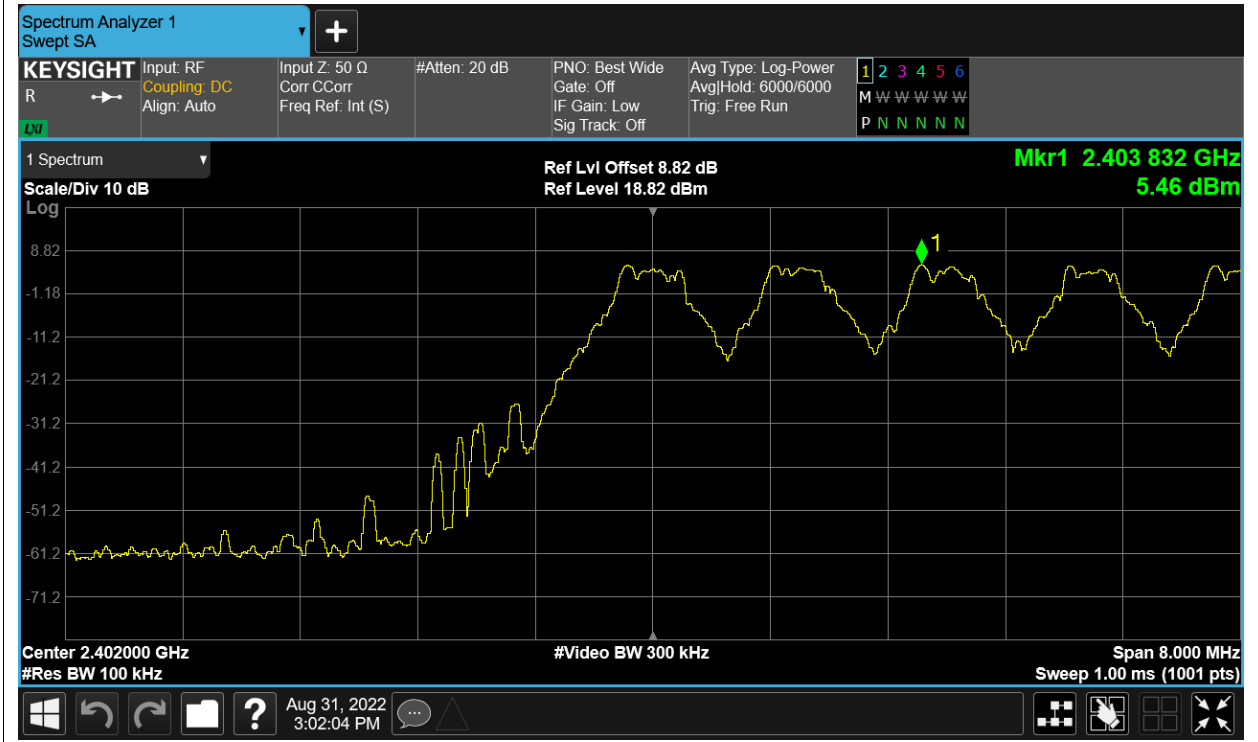 Spectrum Analyzer 1
Swept SA
+
KEYSIGHT
R
LXI
Input: RF
Coupling: DC
Align: Auto
Input Z: 50 Ω
Corr CCorr
Freq Ref: Int (S)
#Atten: 20 dB
PNO: Best Wide
Gate: Off
IF Gain: Low
Sig Track: Off
Avg Type: Log-Power
Avg|Hold: 6000/6000
Trig: Free Run
1 2 3 4 5 6
M W W W W W
P N N N N N
1 Spectrum
Scale/Div 10 dB
Log
Ref Lvl Offset 8.82 dB
Ref Level 18.82 dBm
Mkr1 2.403 832 GHz
5.46 dBm
1
8.82
-1.18
-11.2
-21.2
-31.2
-41.2
-51.2
-61.2
-71.2
Center 2.402000 GHz
#Video BW 300 kHz
Span 8.000 MHz
#Res BW 100 kHz
Sweep 1.00 ms (1001 pts)
?
Aug 31, 2022
3:02:04 PM